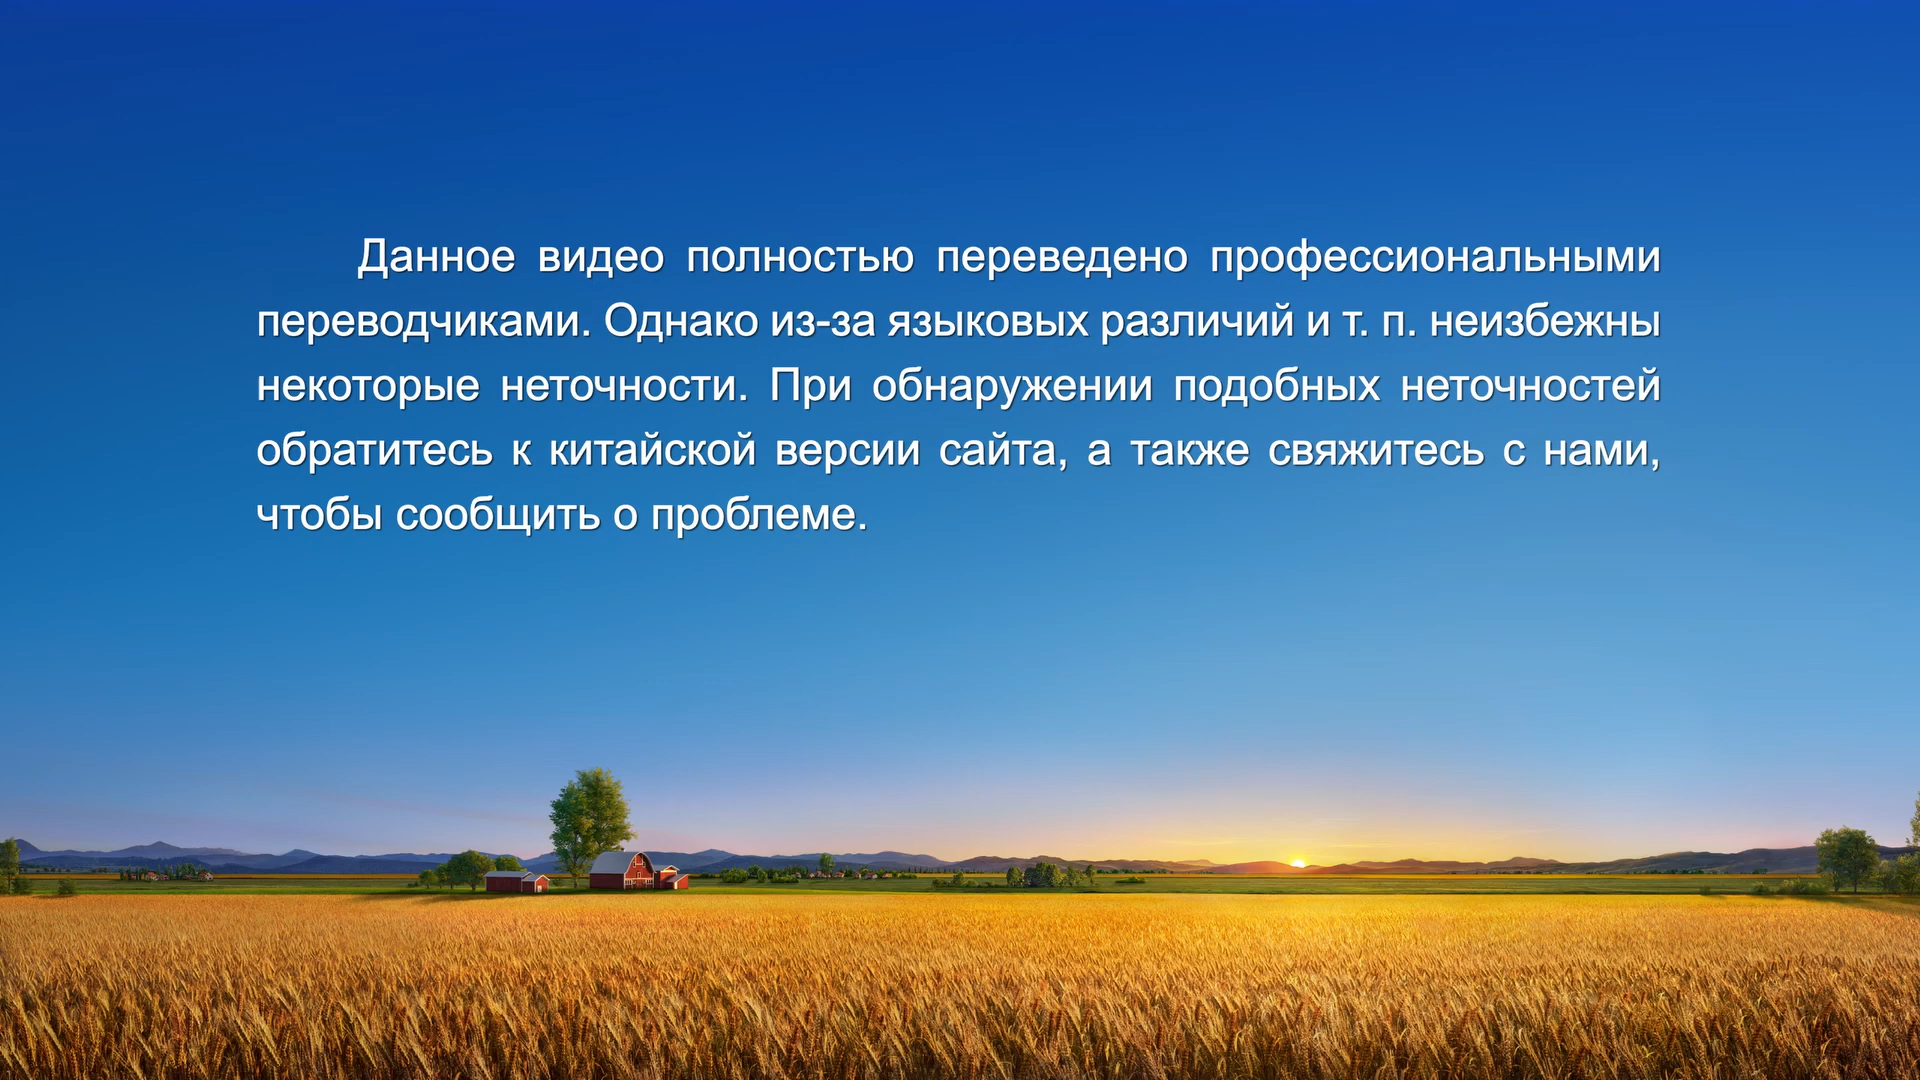 Данное видео полностью переведено профессиональными
переводчиками. Однако из-за языковых различий и т. п. неизбежны
некоторые неточности. При обнаружении подобных неточностей
обратитесь к китайской версии сайта, а также свяжитесь с нами,
чтобы сообщить о проблеме.